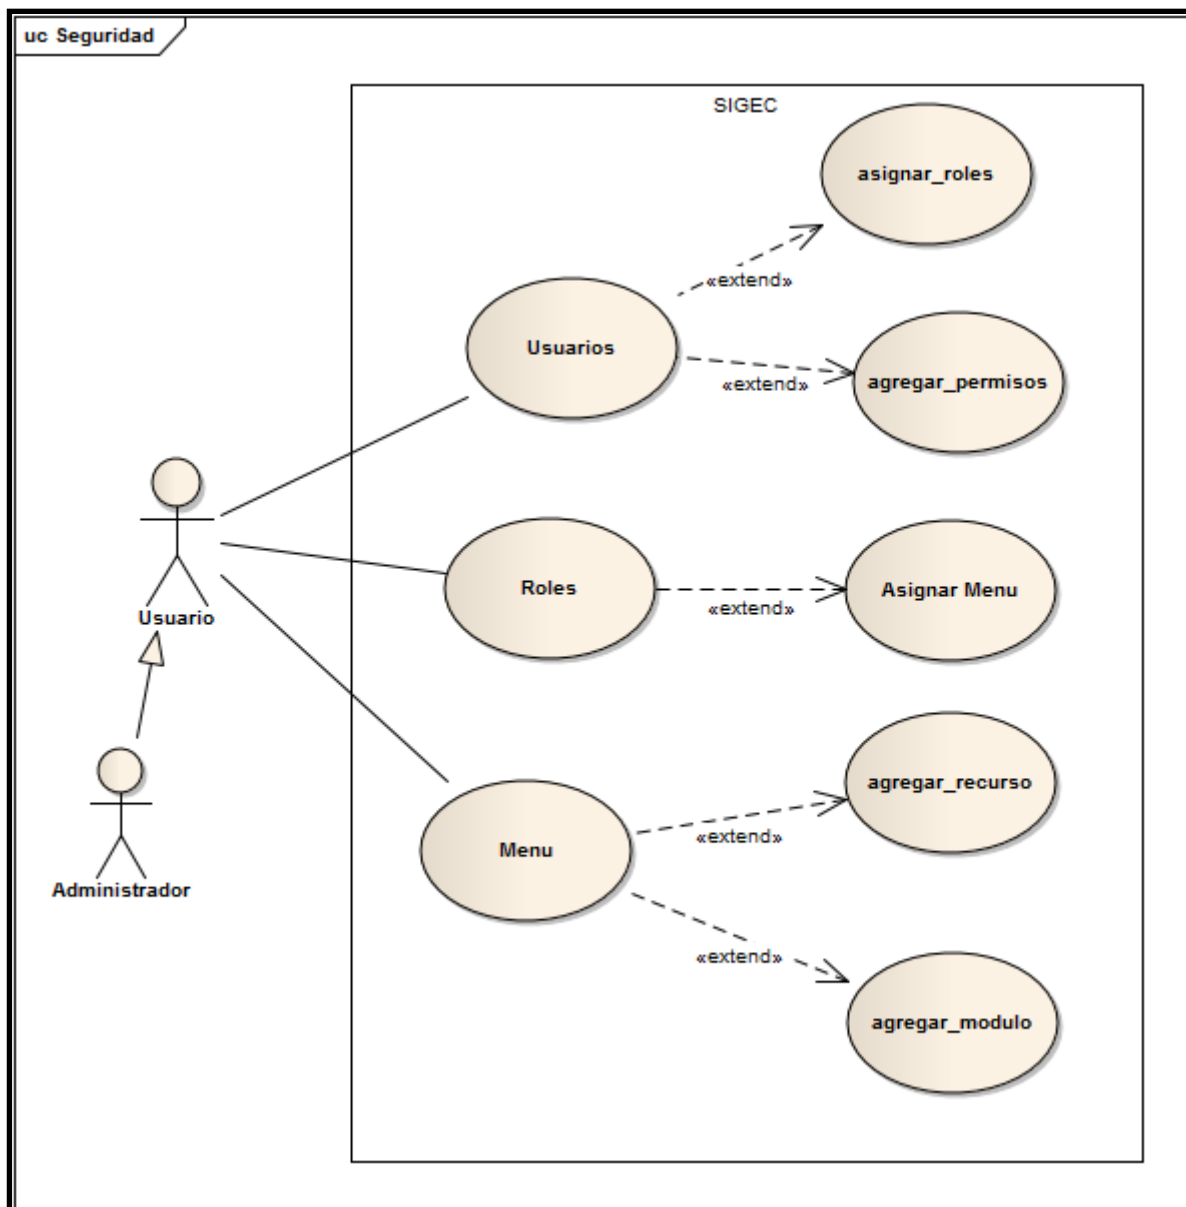 uc Seguridad
SIGEC
asignar_roles
«extend»
Usuarios
agregar_permisos
«extend»
Usuario
Roles
Asignar Menu
«extend»
Administrador
Menu
agregar_recurso
«extend»
«extend»
agregar_modulo